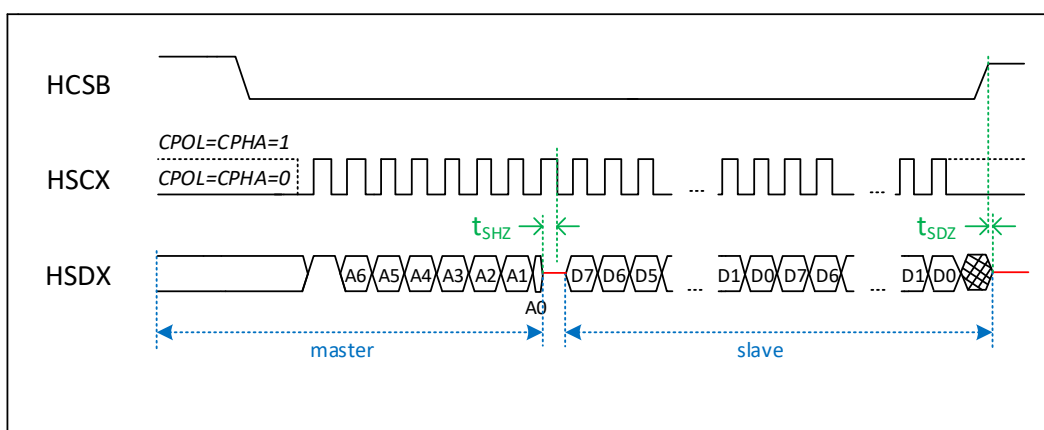 HCSB
CPOL=CPHA=1
HSCX
CPOL=CPHA=0
...
...
tSHZ
tSDZ
HSDX
A6 A5 A4 A3 A2 A1 D7 D6 D5 ... D1 D0 D7 D6 ... D1 D0
A0
master
slave